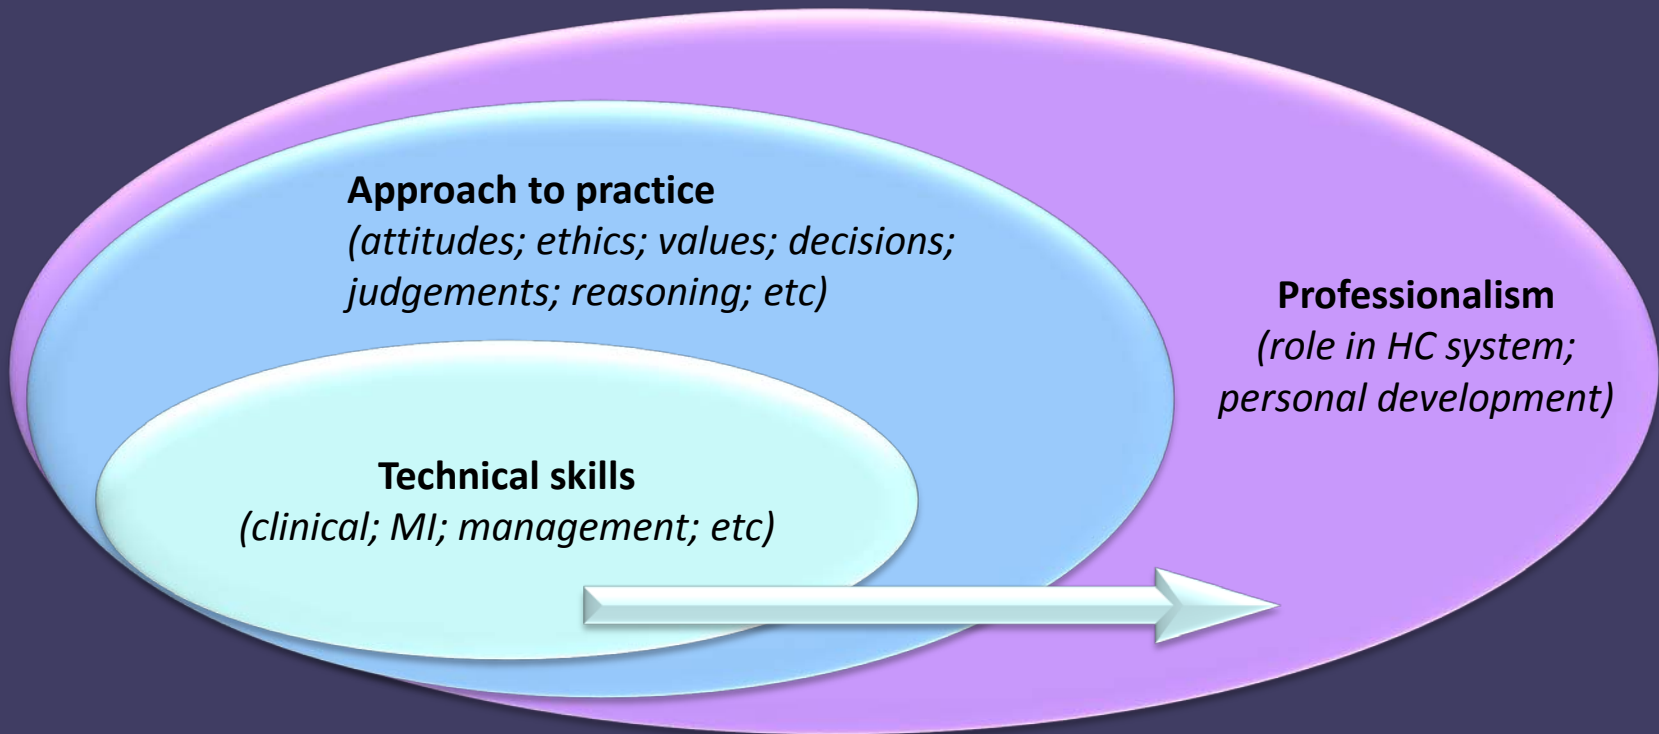 Approach to practice
(attitudes; ethics; values; decisions;
judgements; reasoning; etc)
Professionalism
(role in HC system;
personal development)
Technical skills
(clinical; MI; management; etc)